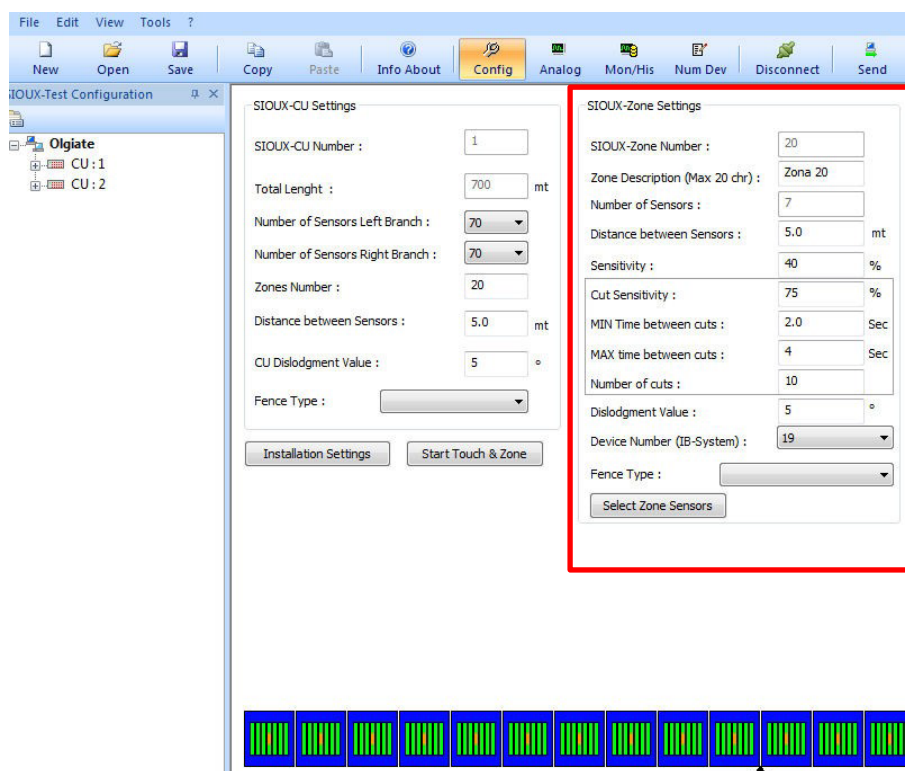 File Edit View Tools ?
New Open Save Copy Paste Info About Config Analog Mon/His Num Dev Disconnect Send
SIOUX-Test Configuration
Olgiate
CU : 1
CU : 2
SIOUX-CU Settings
SIOUX-CU Number : 1
Total Lenght : 700 mt
Number of Sensors Left Branch : 70
Number of Sensors Right Branch : 70
Zones Number : 20
Distance between Sensors : 5.0 mt
CU Dislodgment Value : 5 °
Fence Type :
Installation Settings Start Touch & Zone
SIOUX-Zone Settings
SIOUX-Zone Number : 20
Zone Description (Max 20 chr) : Zona 20
Number of Sensors : 7
Distance between Sensors : 5.0 mt
Sensitivity : 40 %
Cut Sensitivity : 75 %
MIN Time between cuts : 2.0 Sec
MAX time between cuts : 4 Sec
Number of cuts : 10
Dislodgment Value : 5 °
Device Number (IB-System) : 19
Fence Type :
Select Zone Sensors